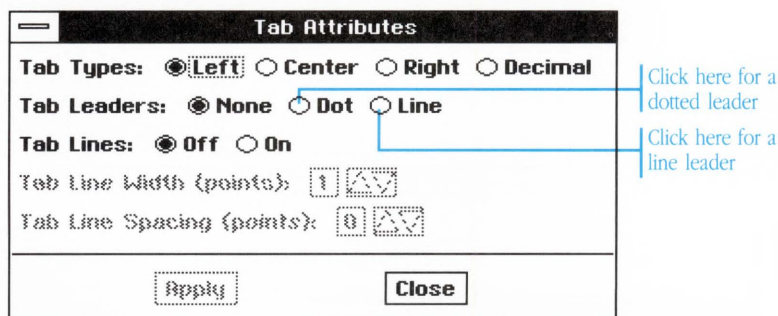 Tab Attributes
Tab Types: Left Center Right Decimal
Tab Leaders: None Dot Line
Tab Lines: Off On
Tab Line Width (points): 1
Tab Line Spacing (points): 0
Apply Close
Click here for a
dotted leader
Click here for a
line leader